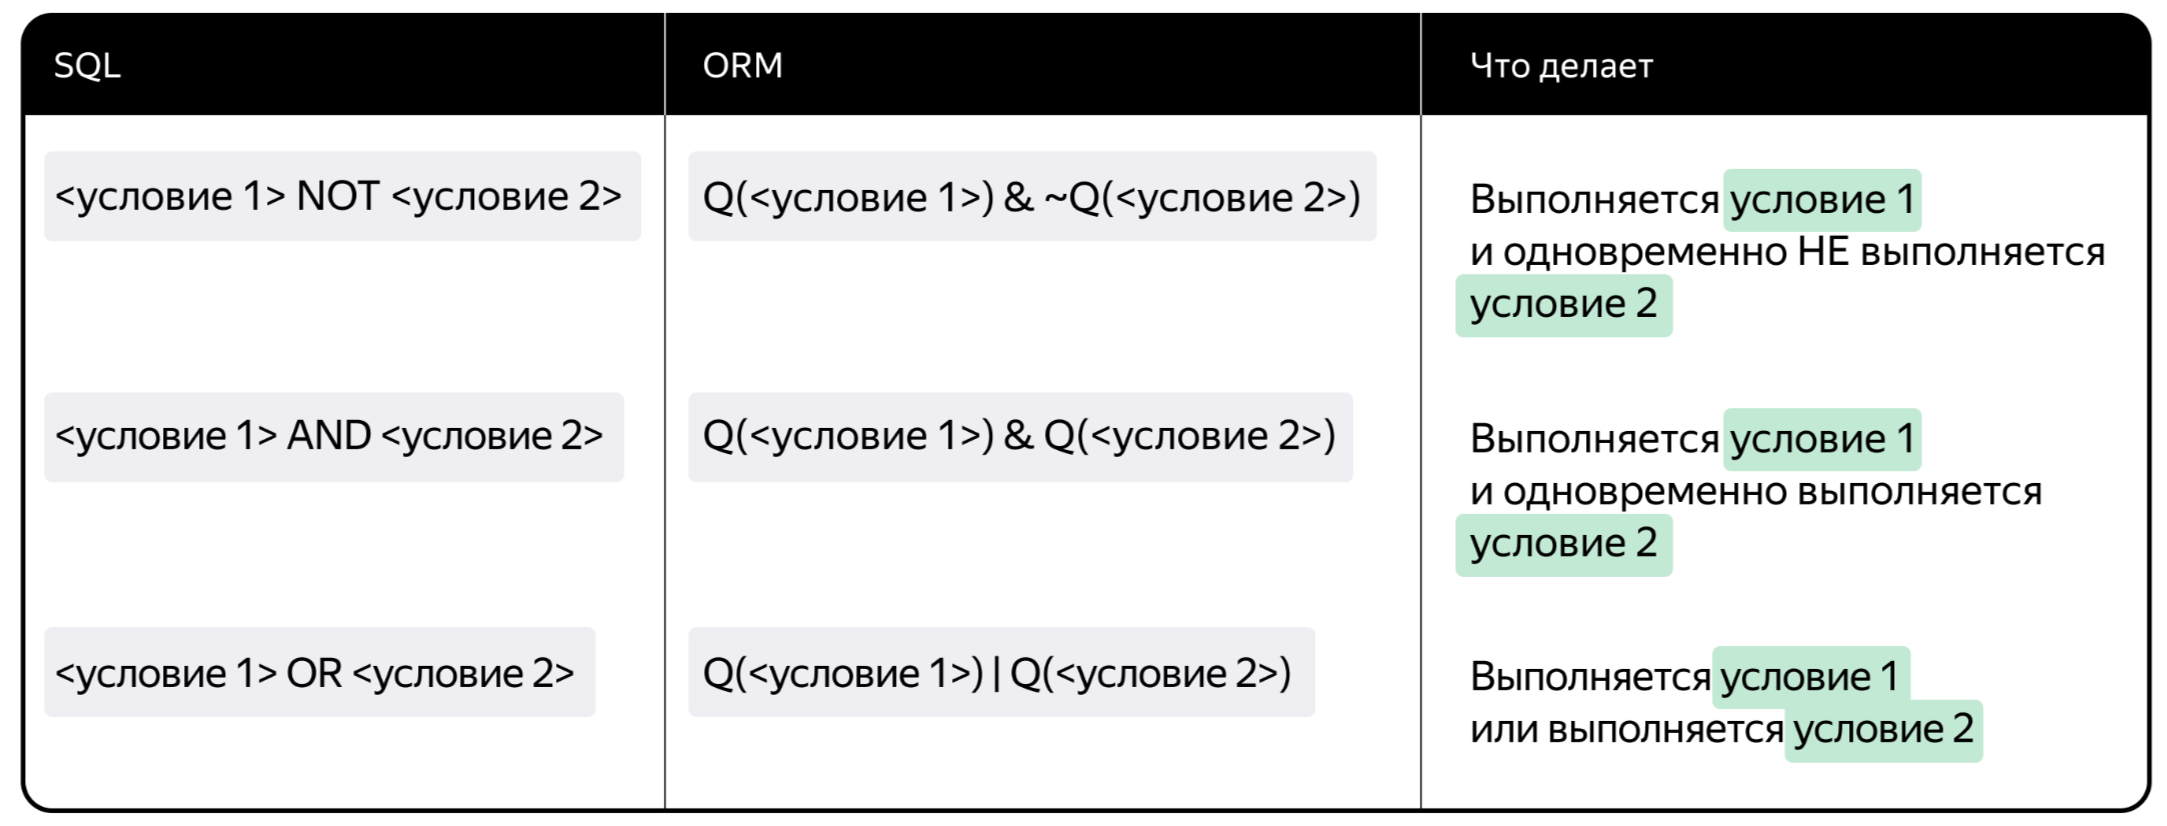 SQL
ORM
Что делает
<условие 1> NOT <условие 2>
Q(<условие 1>) & ~Q(<условие 2>)
Выполняется условие 1
и одновременно НЕ выполняется
условие 2
<условие 1> AND <условие 2>
Q(<условие 1>) & Q(<условие 2>)
Выполняется условие 1
и одновременно выполняется
условие 2
<условие 1> OR <условие 2>
Q(<условие 1>) | Q(<условие 2>)
Выполняется условие 1
или выполняется условие 2